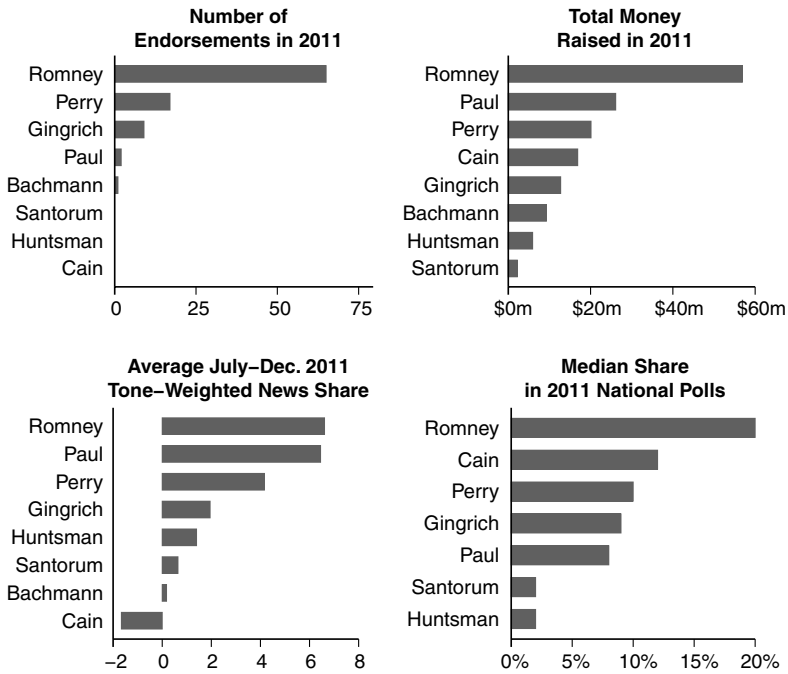 Number of
Endorsements in 2011
Romney
Perry
Gingrich
Paul
Bachmann
Santorum
Huntsman
Cain
0 25 50 75
Total Money
Raised in 2011
Romney
Paul
Perry
Cain
Gingrich
Bachmann
Huntsman
Santorum
$0m $20m $40m $60m
Average July–Dec. 2011
Tone–Weighted News Share
Romney
Paul
Perry
Gingrich
Huntsman
Santorum
Bachmann
Cain
−2 0 2 4 6 8
Median Share
in 2011 National Polls
Romney
Cain
Perry
Gingrich
Paul
Santorum
Huntsman
0% 5% 10% 15% 20%